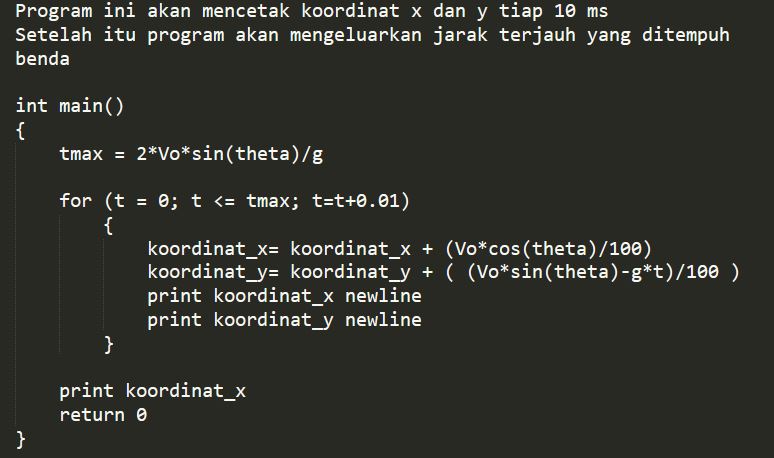 Program ini akan mencetak koordinat x dan y tiap 10 ms
Setelah itu program akan mengeluarkan jarak terjauh yang ditempuh
benda
int main()
{
tmax = 2*Vo*sin(theta)/g
for (t = 0; t <= tmax; t=t+0.01)
{
koordinat_x= koordinat_x + (Vo*cos(theta)/100)
koordinat_y= koordinat_y + ( (Vo*sin(theta)-g*t)/100 )
print koordinat_x newline
print koordinat_y newline
}
print koordinat_x
return 0
}